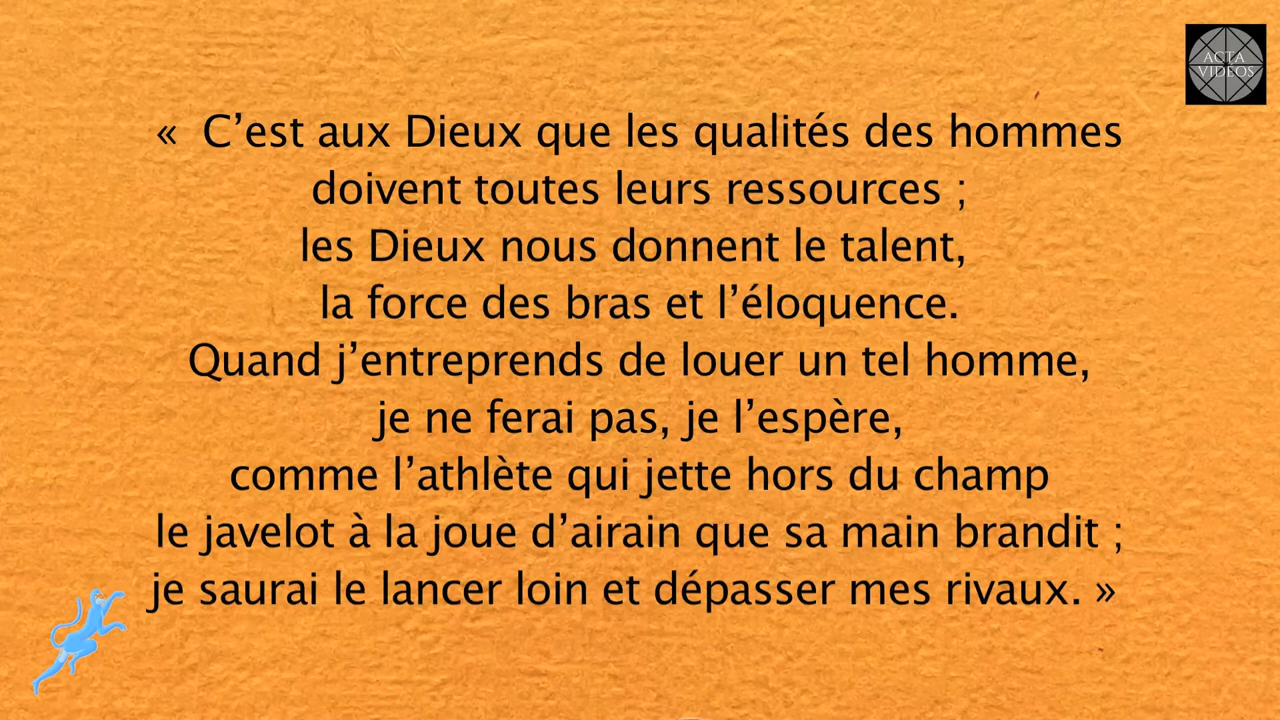 ACTA
VIDEOS
«  C’est aux Dieux que les qualités des hommes
doivent toutes leurs ressources ;
les Dieux nous donnent le talent,
la force des bras et l’éloquence.
Quand j’entreprends de louer un tel homme,
je ne ferai pas, je l’espère,
comme l’athlète qui jette hors du champ
le javelot à la joue d’airain que sa main brandit ;
je saurai le lancer loin et dépasser mes rivaux. »